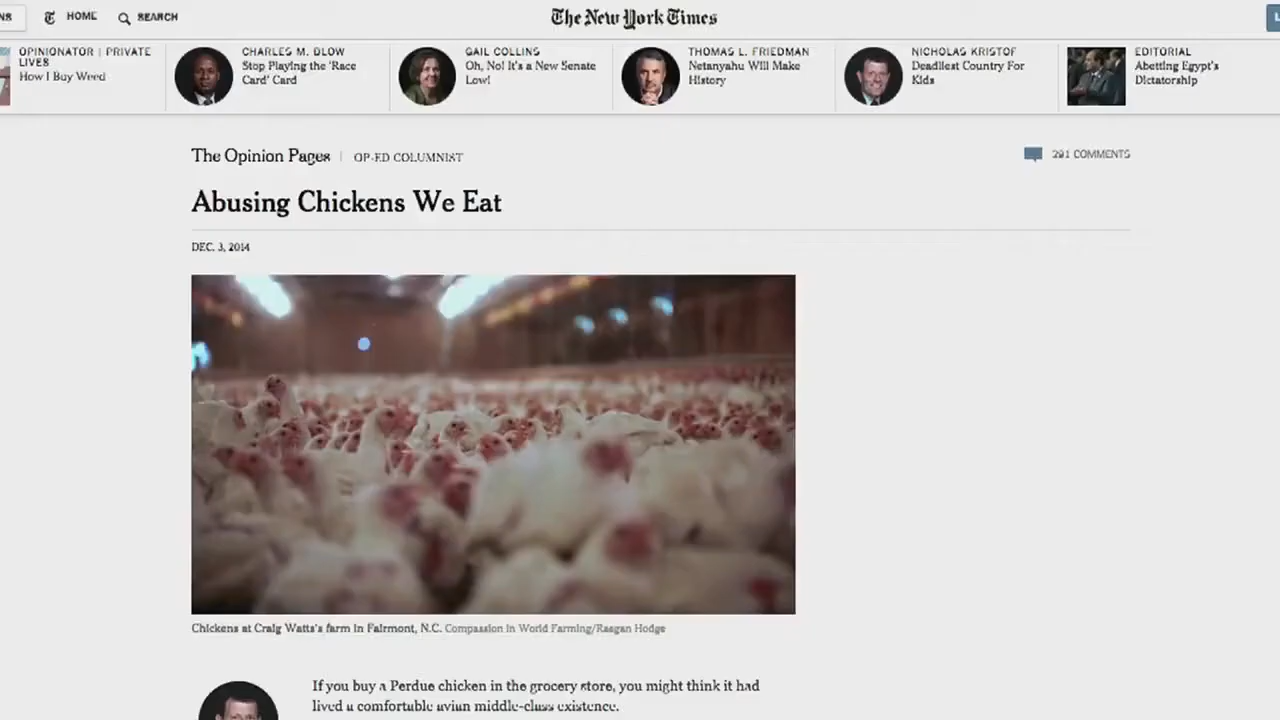 NS
HOME
SEARCH
The New York Times
OPINIONATOR | PRIVATE
LIVES
How I Buy Weed
CHARLES M. BLOW
Stop Playing the 'Race
Card' Card
GAIL COLLINS
Oh, No! It's a New Senate
Low!
THOMAS L. FRIEDMAN
Netanyahu Will Make
History
NICHOLAS KRISTOF
Deadliest Country For
Kids
EDITORIAL
Abetting Egypt's
Dictatorship
The Opinion Pages | OP-ED COLUMNIST
291 COMMENTS
Abusing Chickens We Eat
DEC. 3, 2014
Chickens at Craig Watts's farm in Fairmont, N.C. Compassion in World Farming/Raegan Hodge
If you buy a Perdue chicken in the grocery store, you might think it had
lived a comfortable avian middle-class existence.